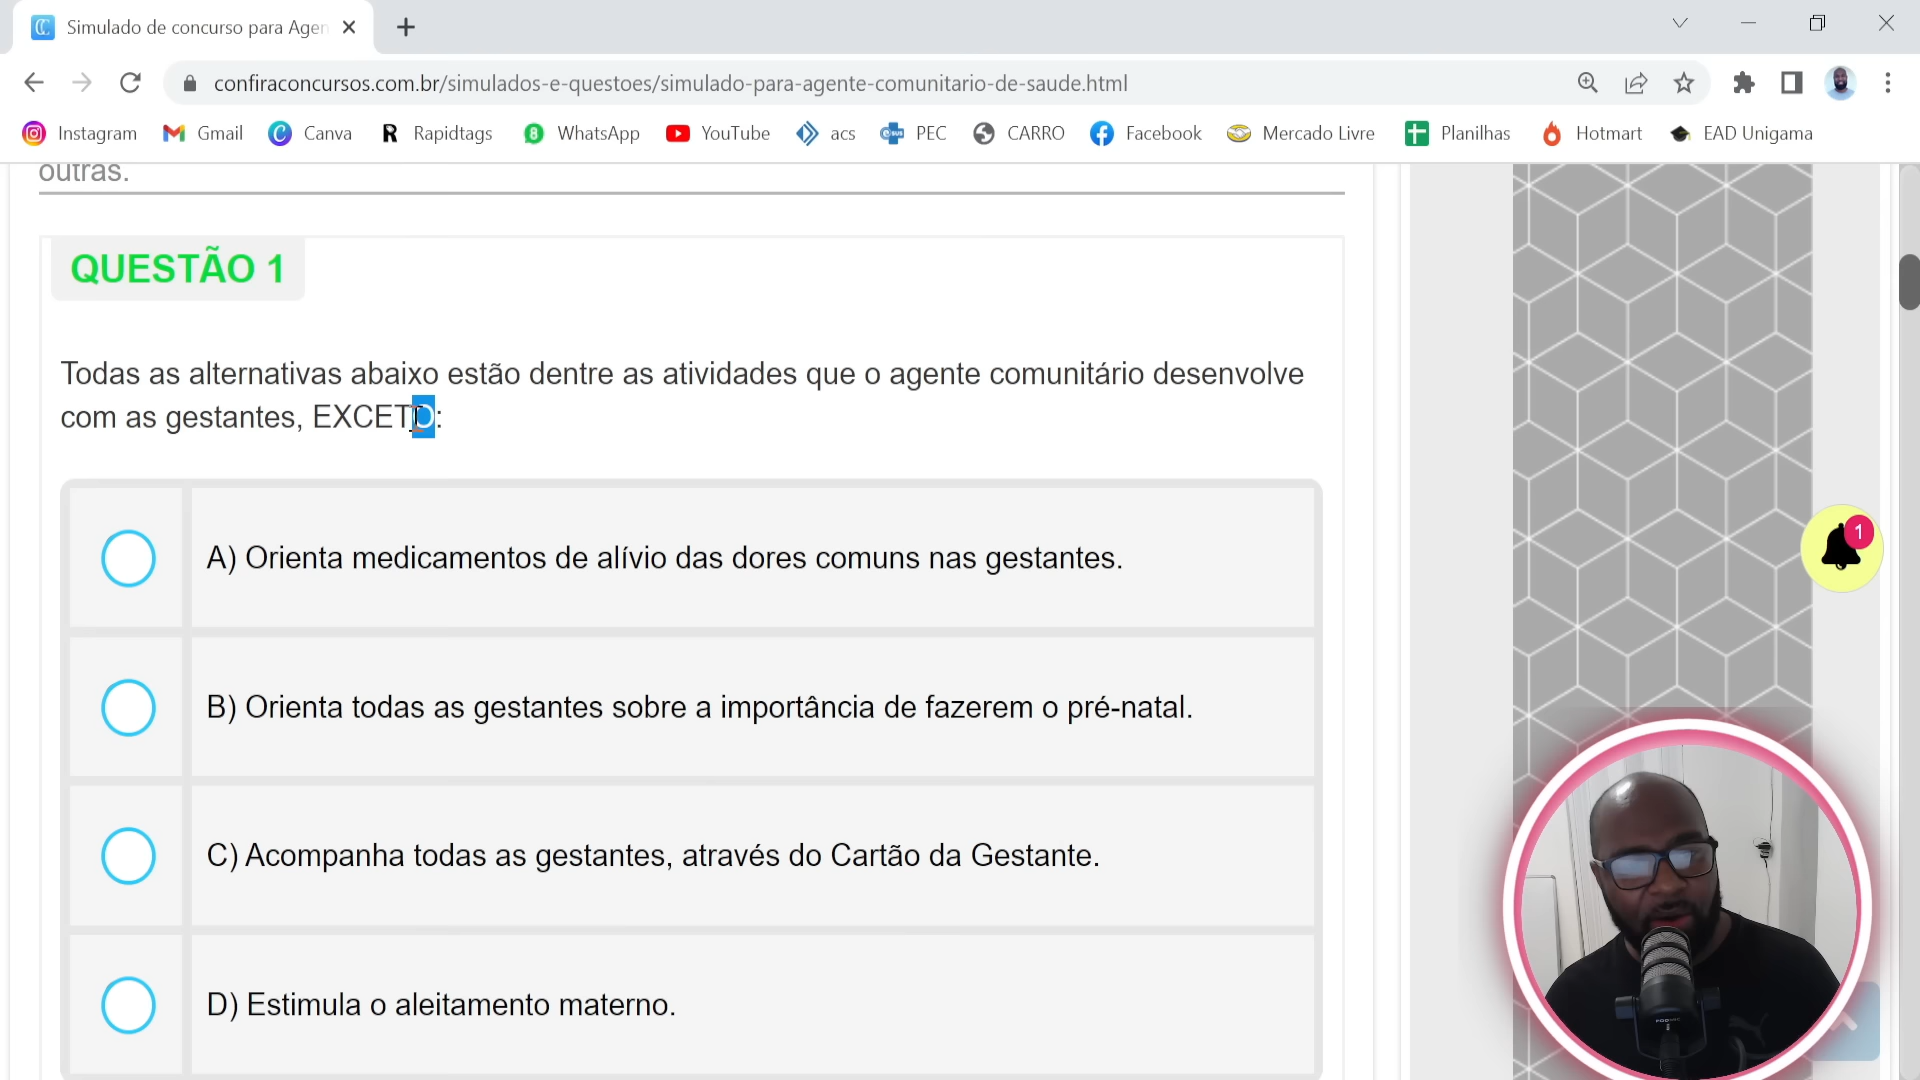 Simulado de concurso para Agen
confiraconcursos.com.br/simulados-e-questoes/simulado-para-agente-comunitario-de-saude.html
Instagram Gmail Canva Rapidtags WhatsApp YouTube acs PEC CARRO Facebook Mercado Livre Planilhas Hotmart EAD Unigama
outras.
QUESTÃO 1
Todas as alternativas abaixo estão dentre as atividades que o agente comunitário desenvolve
com as gestantes, EXCETO:
A) Orienta medicamentos de alívio das dores comuns nas gestantes.
1
B) Orienta todas as gestantes sobre a importância de fazerem o pré-natal.
C) Acompanha todas as gestantes, através do Cartão da Gestante.
D) Estimula o aleitamento materno.